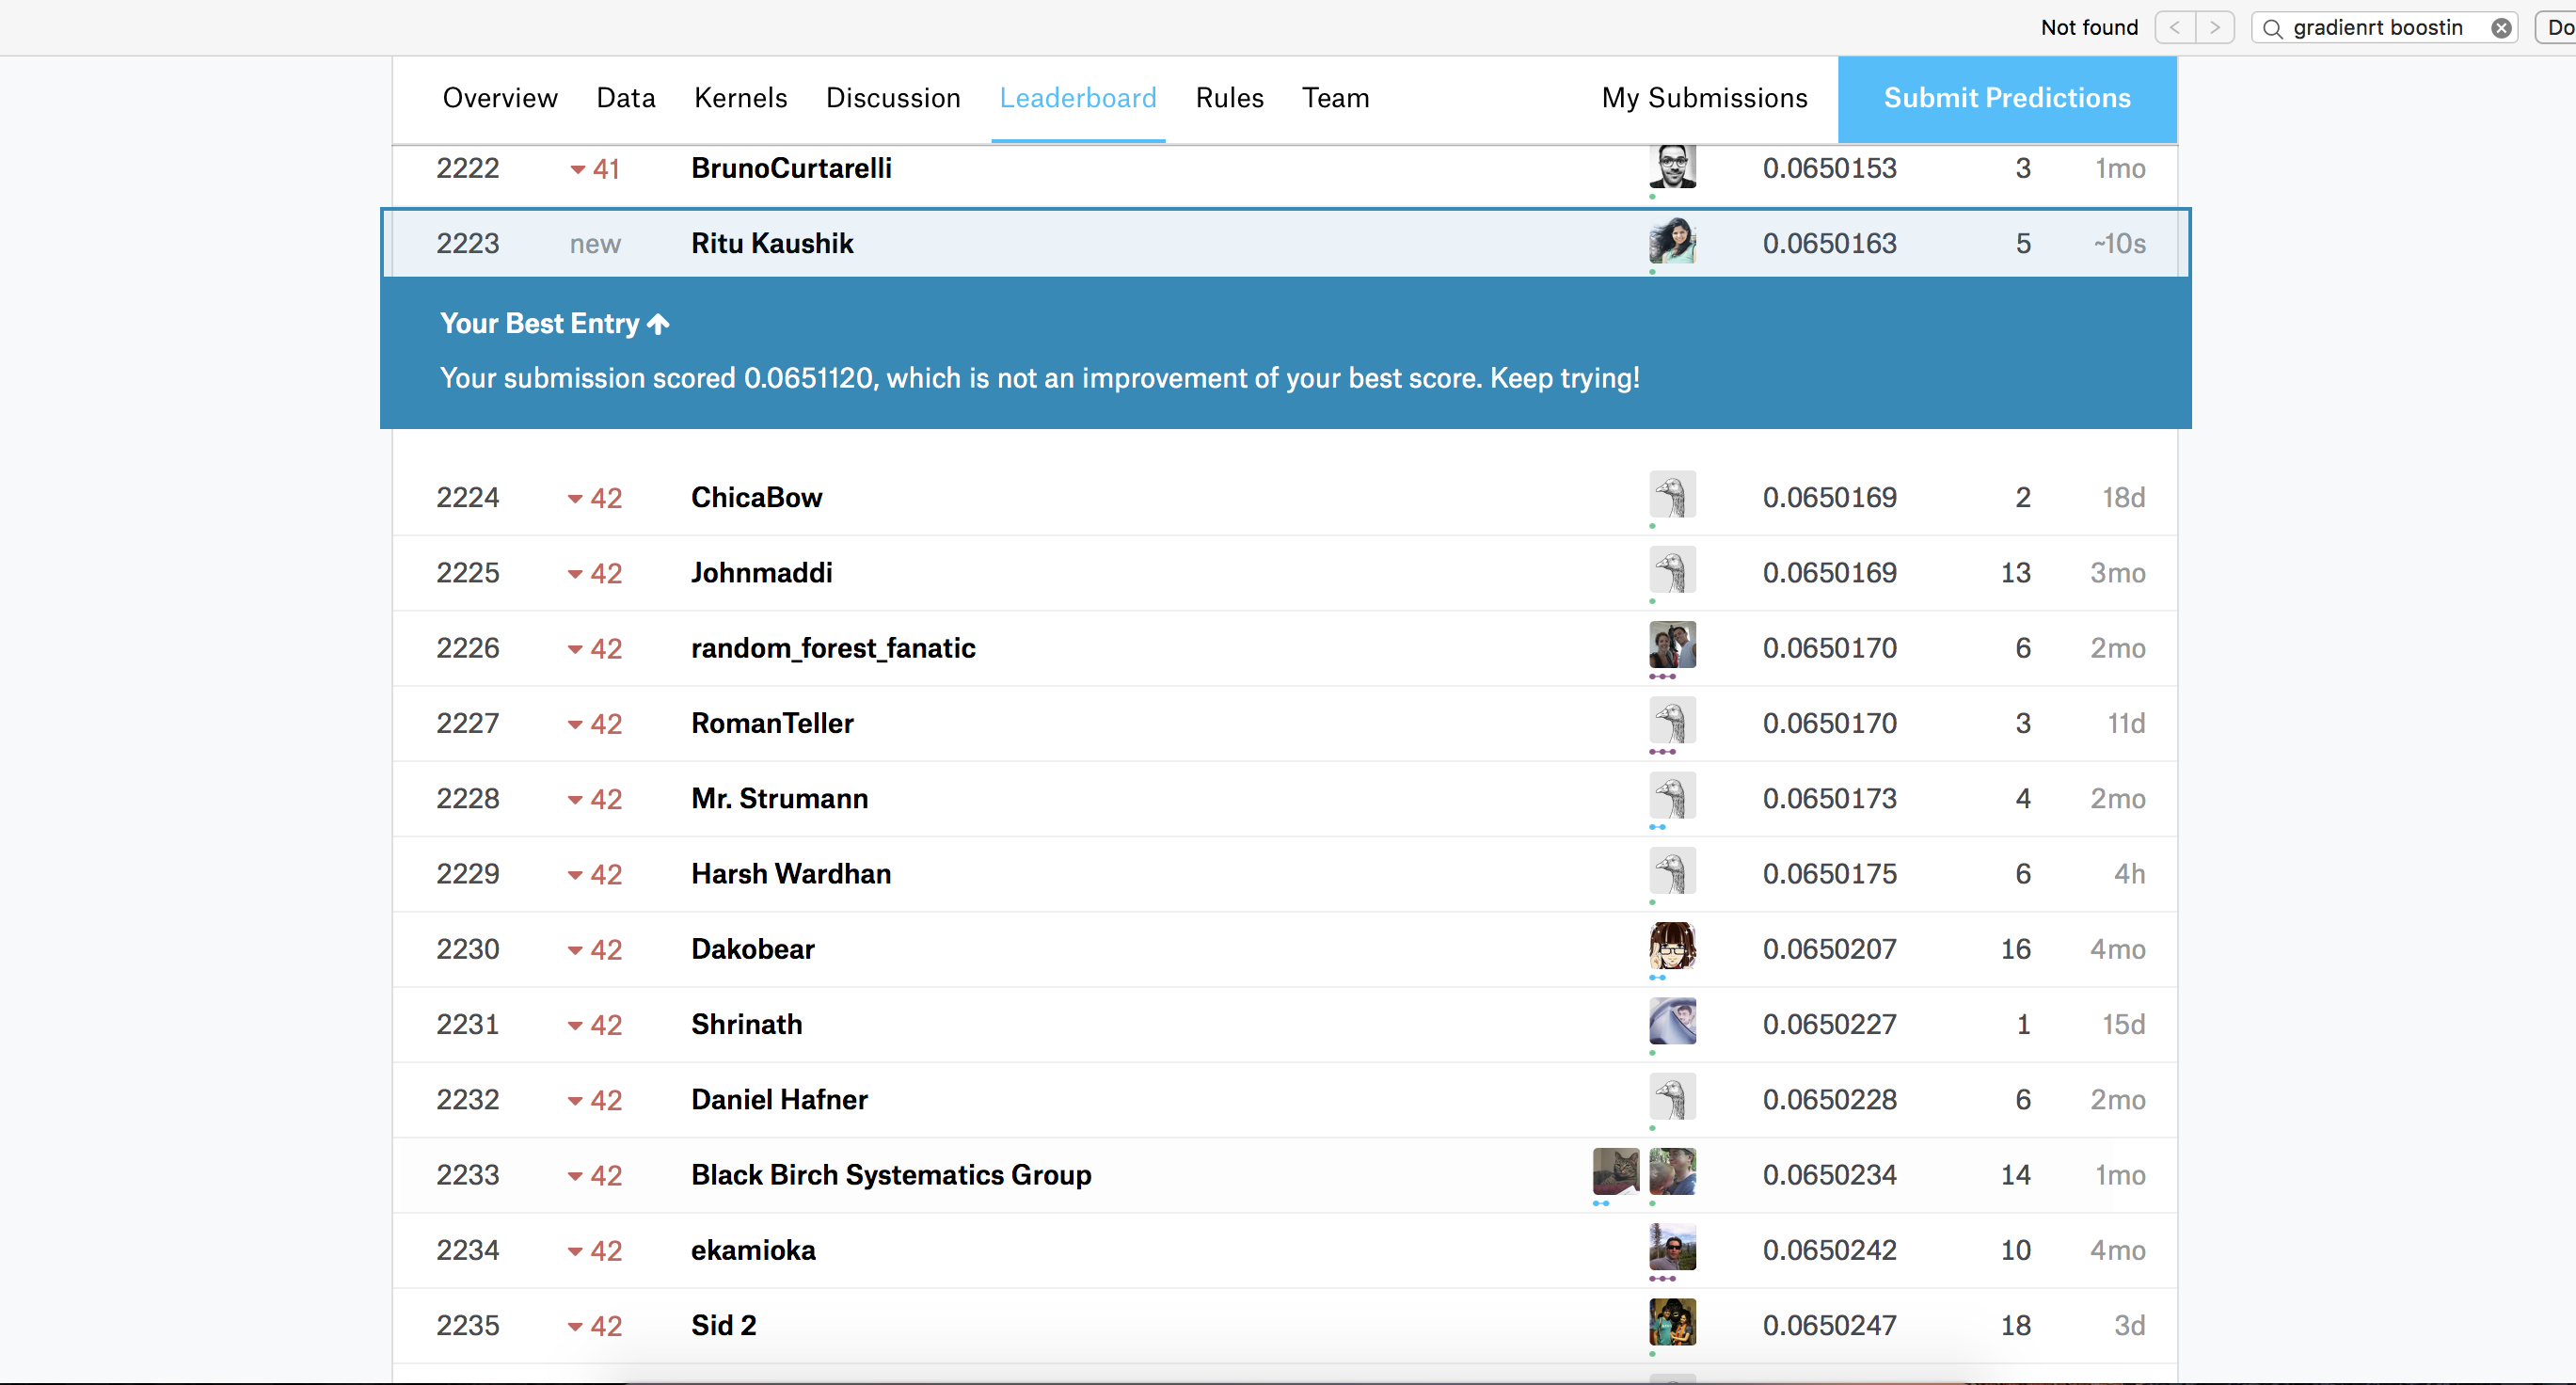 Not found < > gradienrt boostin Do
Overview Data Kernels Discussion Leaderboard Rules Team My Submissions Submit Predictions
2222 41 BrunoCurtarelli 0.0650153 3 1mo
2223 new Ritu Kaushik 0.0650163 5 ~10s
Your Best Entry
Your submission scored 0.0651120, which is not an improvement of your best score. Keep trying!
2224 42 ChicaBow 0.0650169 2 18d
2225 42 Johnmaddi 0.0650169 13 3mo
2226 42 random_forest_fanatic 0.0650170 6 2mo
2227 42 RomanTeller 0.0650170 3 11d
2228 42 Mr. Strumann 0.0650173 4 2mo
2229 42 Harsh Wardhan 0.0650175 6 4h
2230 42 Dakobear 0.0650207 16 4mo
2231 42 Shrinath 0.0650227 1 15d
2232 42 Daniel Hafner 0.0650228 6 2mo
2233 42 Black Birch Systematics Group 0.0650234 14 1mo
2234 42 ekamioka 0.0650242 10 4mo
2235 42 Sid 2 0.0650247 18 3d